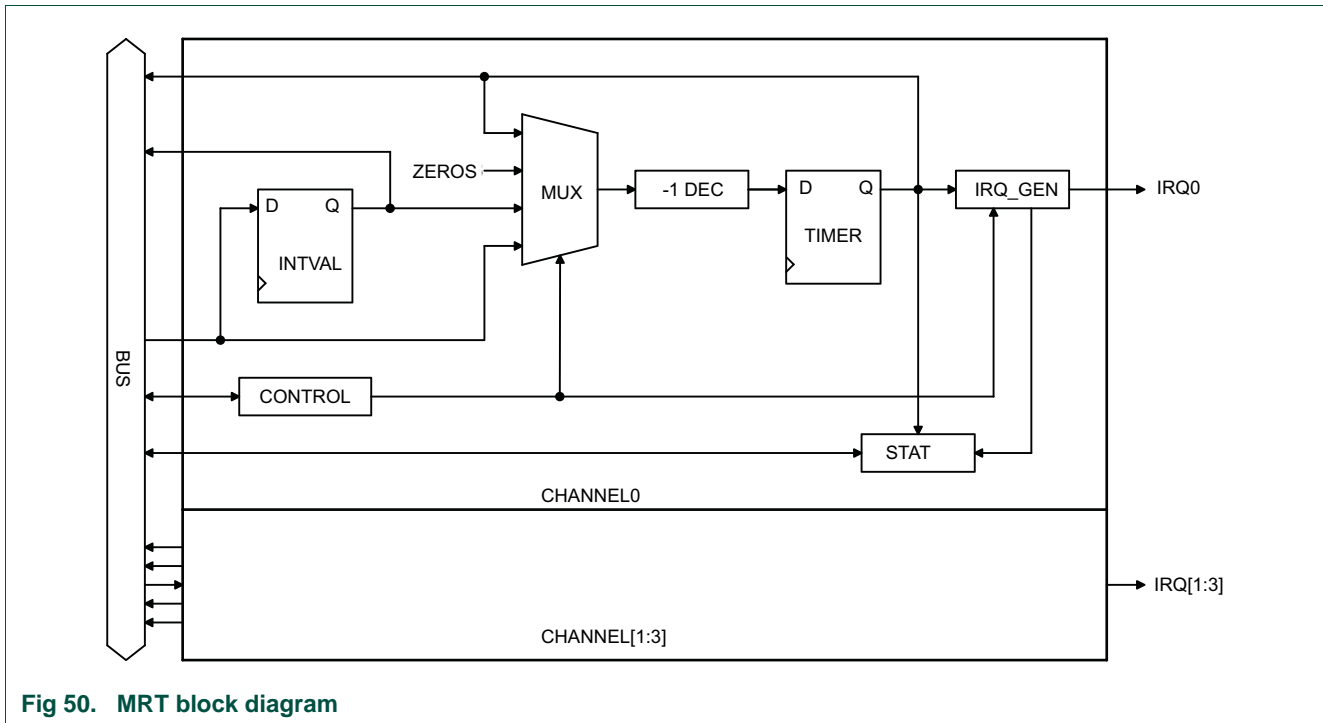 ZEROS
MUX
-1 DEC
D Q
TIMER
IRQ_GEN
IRQ0
D Q
INTVAL
BUS
CONTROL
STAT
CHANNEL0
IRQ[1:3]
CHANNEL[1:3]
Fig 50. MRT block diagram